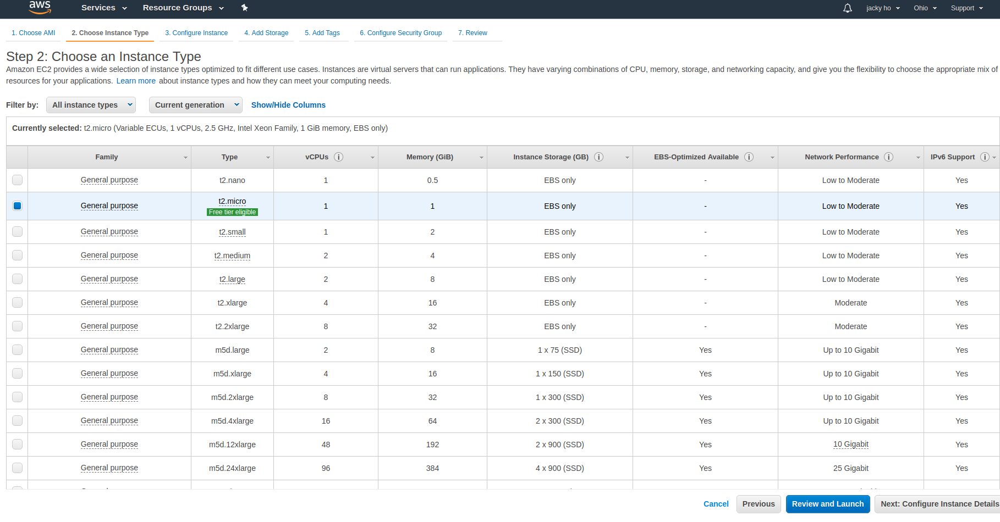 aws Services Resource Groups jacky ho Ohio Support
1. Choose AMI 2. Choose Instance Type 3. Configure Instance 4. Add Storage 5. Add Tags 6. Configure Security Group 7. Review
Step 2: Choose an Instance Type
Amazon EC2 provides a wide selection of instance types optimized to fit different use cases. Instances are virtual servers that can run applications. They have varying combinations of CPU, memory, storage, and networking capacity, and give you the flexibility to choose the appropriate mix of
resources for your applications. Learn more about instance types and how they can meet your computing needs.
Filter by: All instance types Current generation Show/Hide Columns
Currently selected: t2.micro (Variable ECUs, 1 vCPUs, 2.5 GHz, Intel Xeon Family, 1 GiB memory, EBS only)
Family Type vCPUs i Memory (GiB) Instance Storage (GB) i EBS-Optimized Available i Network Performance i IPv6 Support i
General purpose t2.nano 1 0.5 EBS only - Low to Moderate Yes
General purpose t2.micro 1 1 EBS only - Low to Moderate Yes
Free tier eligible
General purpose t2.small 1 2 EBS only - Low to Moderate Yes
General purpose t2.medium 2 4 EBS only - Low to Moderate Yes
General purpose t2.large 2 8 EBS only - Low to Moderate Yes
General purpose t2.xlarge 4 16 EBS only - Moderate Yes
General purpose t2.2xlarge 8 32 EBS only - Moderate Yes
General purpose m5d.large 2 8 1 x 75 (SSD) Yes Up to 10 Gigabit Yes
General purpose m5d.xlarge 4 16 1 x 150 (SSD) Yes Up to 10 Gigabit Yes
General purpose m5d.2xlarge 8 32 1 x 300 (SSD) Yes Up to 10 Gigabit Yes
General purpose m5d.4xlarge 16 64 2 x 300 (SSD) Yes Up to 10 Gigabit Yes
General purpose m5d.12xlarge 48 192 2 x 900 (SSD) Yes 10 Gigabit Yes
General purpose m5d.24xlarge 96 384 4 x 900 (SSD) Yes 25 Gigabit Yes
Cancel Previous Review and Launch Next: Configure Instance Details